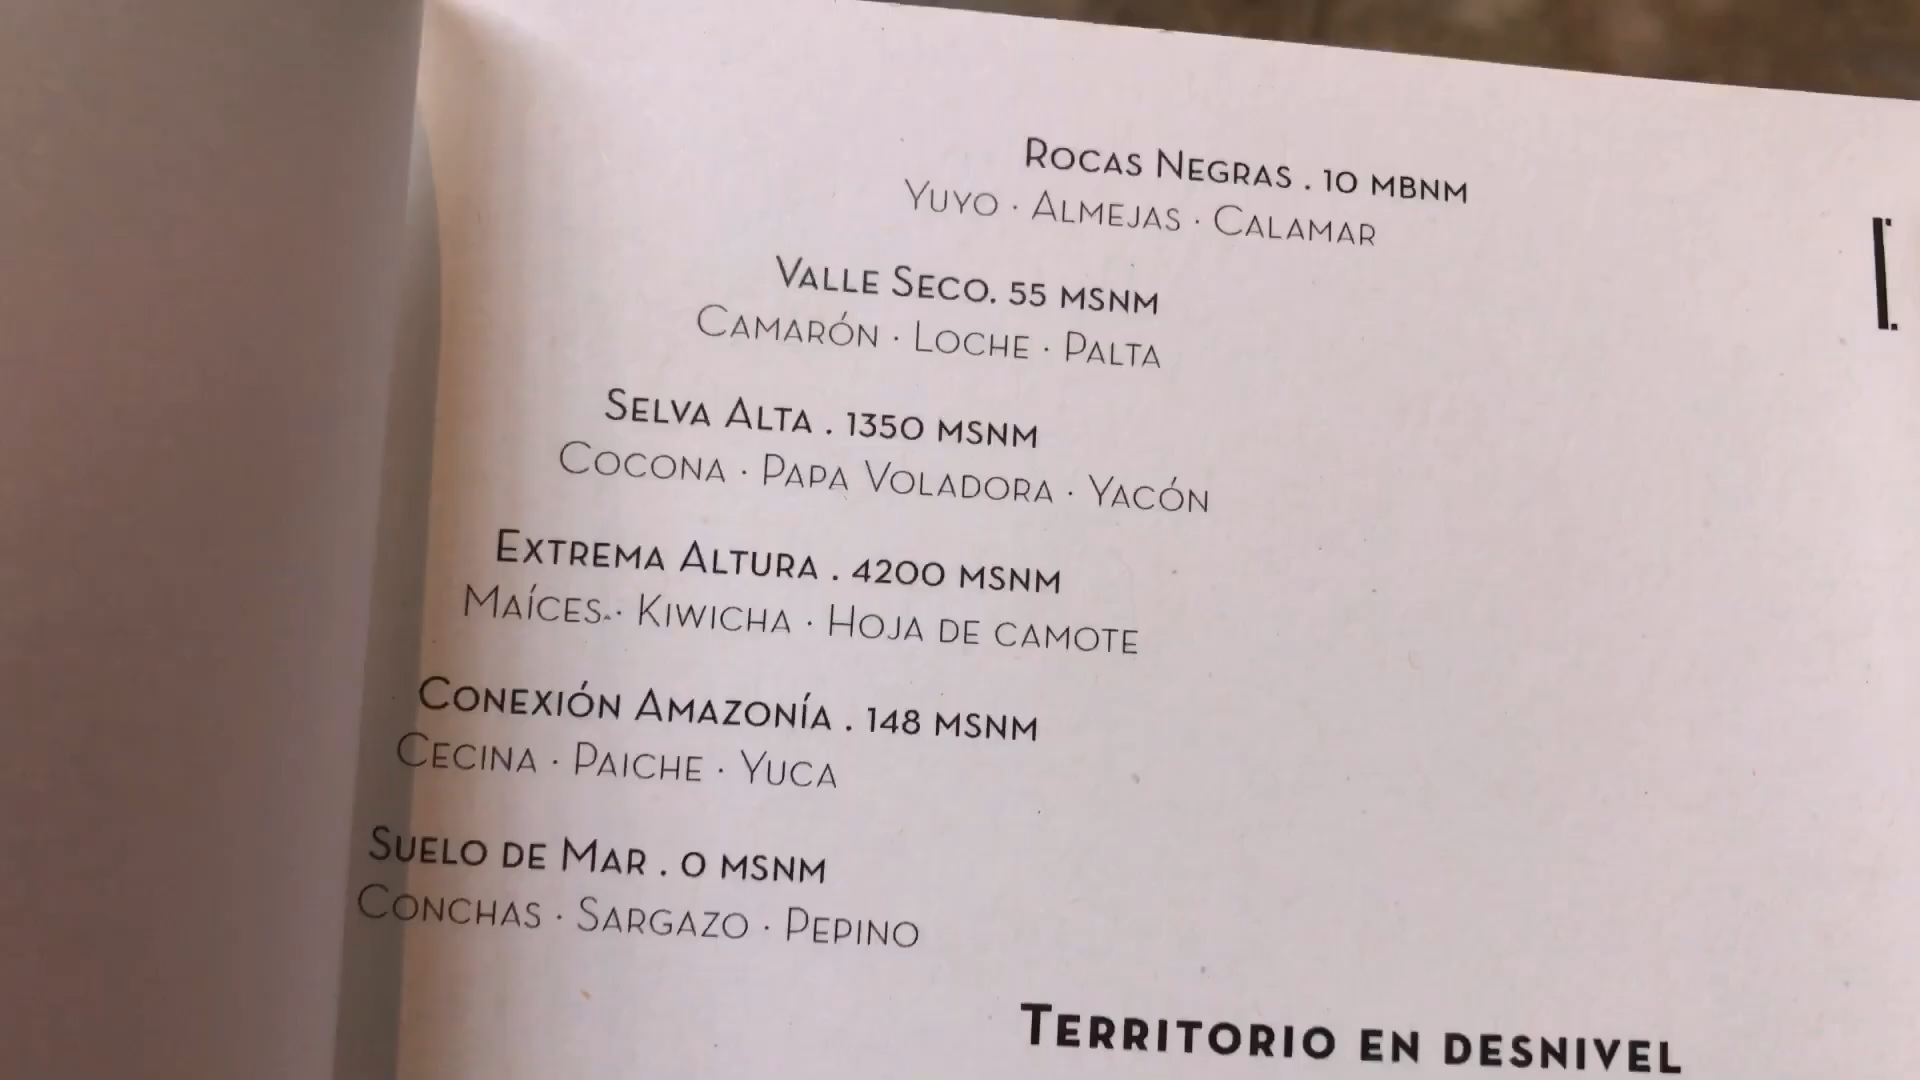 Rocas Negras . 10 mbnm
Yuyo · Almejas · Calamar
Valle Seco. 55 msnm
Camarón · Loche · Palta
Selva Alta . 1350 msnm
Cocona · Papa Voladora · Yacón
Extrema Altura . 4200 msnm
Maíces · Kiwicha · Hoja de camote
Conexión Amazonía . 148 msnm
Cecina · Paiche · Yuca
Suelo de Mar . 0 msnm
Conchas · Sargazo · Pepino
Territorio en desnivel